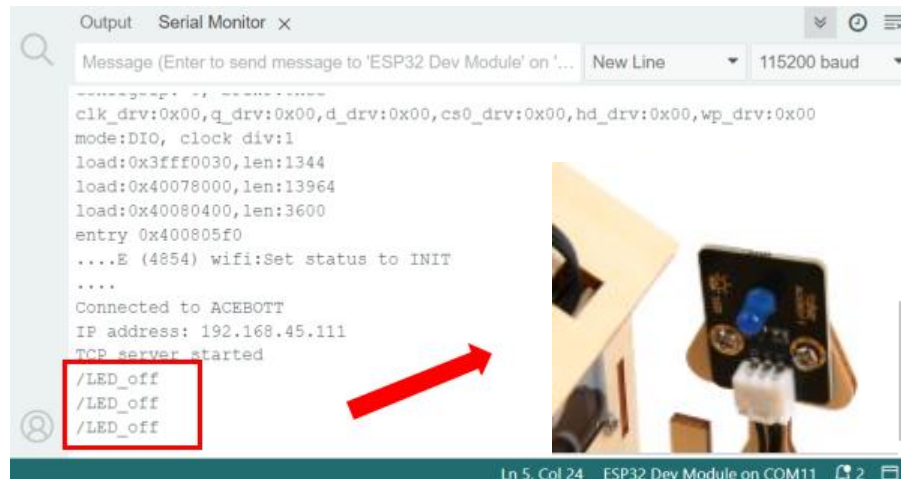 Output Serial Monitor ×
Message (Enter to send message to 'ESP32 Dev Module' on '... New Line 115200 baud
clk_drv:0x00,q_drv:0x00,d_drv:0x00,cs0_drv:0x00,hd_drv:0x00,wp_drv:0x00
mode:DIO, clock div:1
load:0x3fff0030,len:1344
load:0x40078000,len:13964
load:0x40080400,len:3600
entry 0x400805f0
....E (4854) wifi:Set status to INIT
....
Connected to ACEBOTT
IP address: 192.168.45.111
TCP server started
/LED_off
/LED_off
/LED_off
Ln 5, Col 24 ESP32 Dev Module on COM11 2